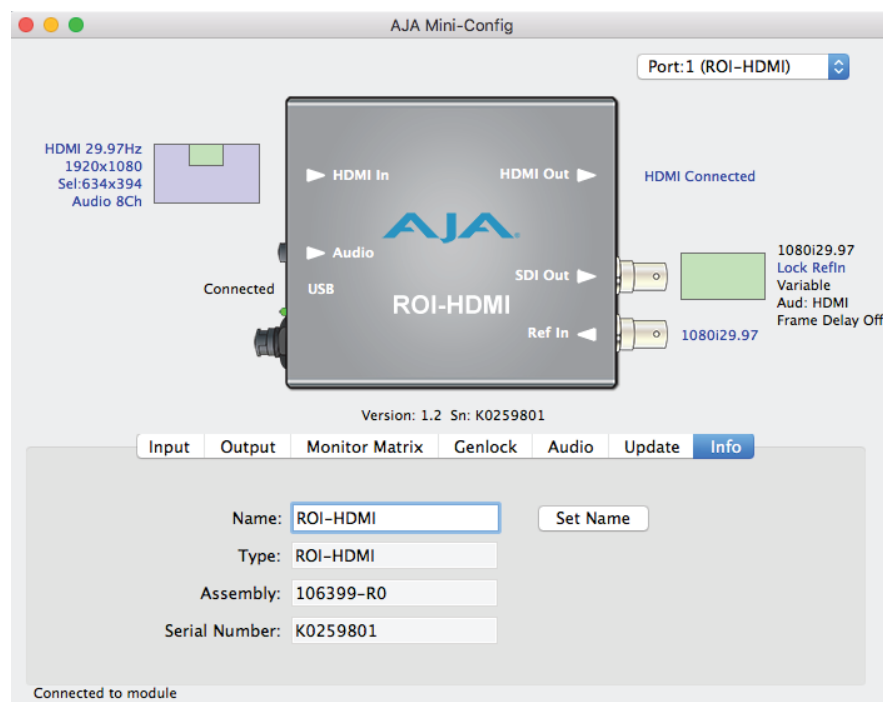 AJA Mini-Config
Port:1 (ROI-HDMI)
HDMI 29.97Hz
1920x1080
Sel:634x394
Audio 8Ch
HDMI In
HDMI Out
HDMI Connected
AJA
Audio
Connected
USB
SDI Out
ROI-HDMI
Ref In
1080i29.97
Lock RefIn
Variable
Aud: HDMI
Frame Delay Off
1080i29.97
Version: 1.2 Sn: K0259801
Input Output Monitor Matrix Genlock Audio Update Info
Name: ROI-HDMI Set Name
Type: ROI-HDMI
Assembly: 106399-R0
Serial Number: K0259801
Connected to module